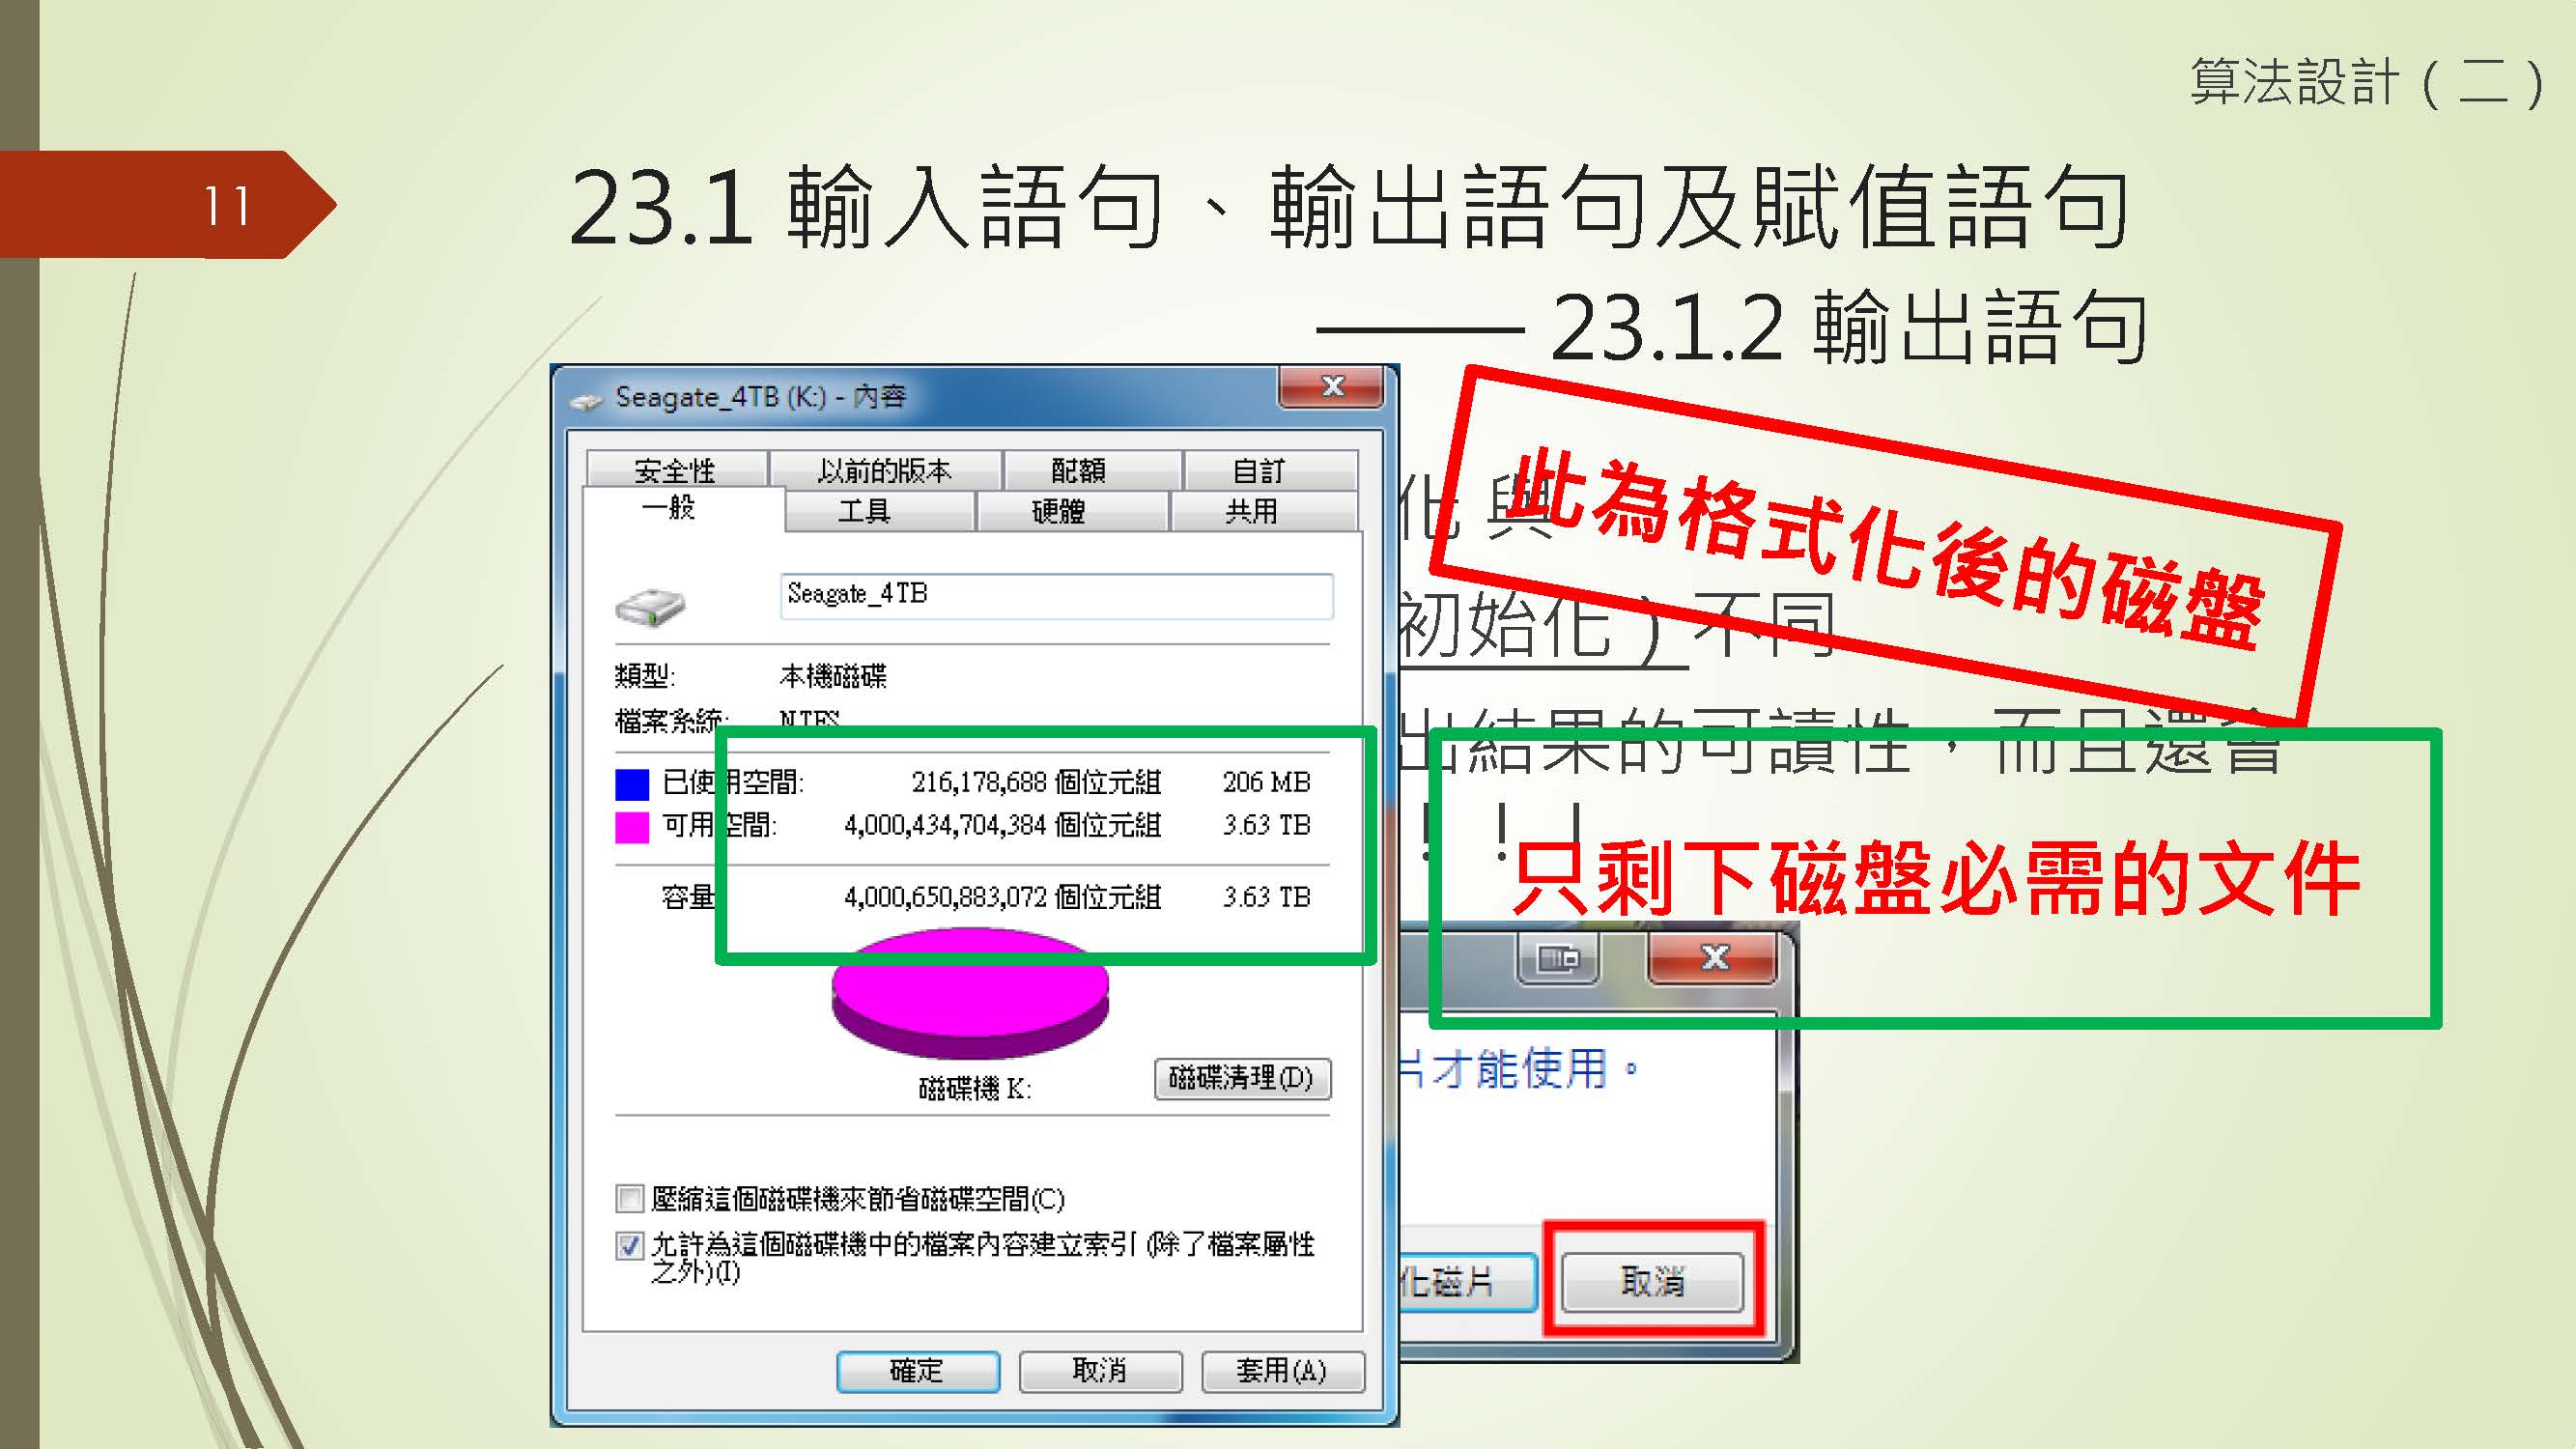 算法設計（二）
11
23.1 輸入語句、輸出語句及賦值語句
—— 23.1.2 輸出語句
Seagate_4TB (K:) - 內容
安全性 以前的版本 配額 自訂
一般 工具 硬體 共用
Seagate_4TB
類型: 本機磁碟
檔案系統: NTFS
已使用空間: 216,178,688 個位元組 206 MB
可用空間: 4,000,434,704,384 個位元組 3.63 TB
容量 4,000,650,883,072 個位元組 3.63 TB
磁碟機 K:
磁碟清理(D)
壓縮這個磁碟機來節省磁碟空間(C)
允許為這個磁碟機中的檔案內容建立索引 (除了檔案屬性
之外)(I)
確定 取消 套用(A)
此為格式化後的磁盤
化 與
初始化）不同
出結果的可讀性，而且還會
！！！
只剩下磁盤必需的文件
片才能使用。
化磁片 取消